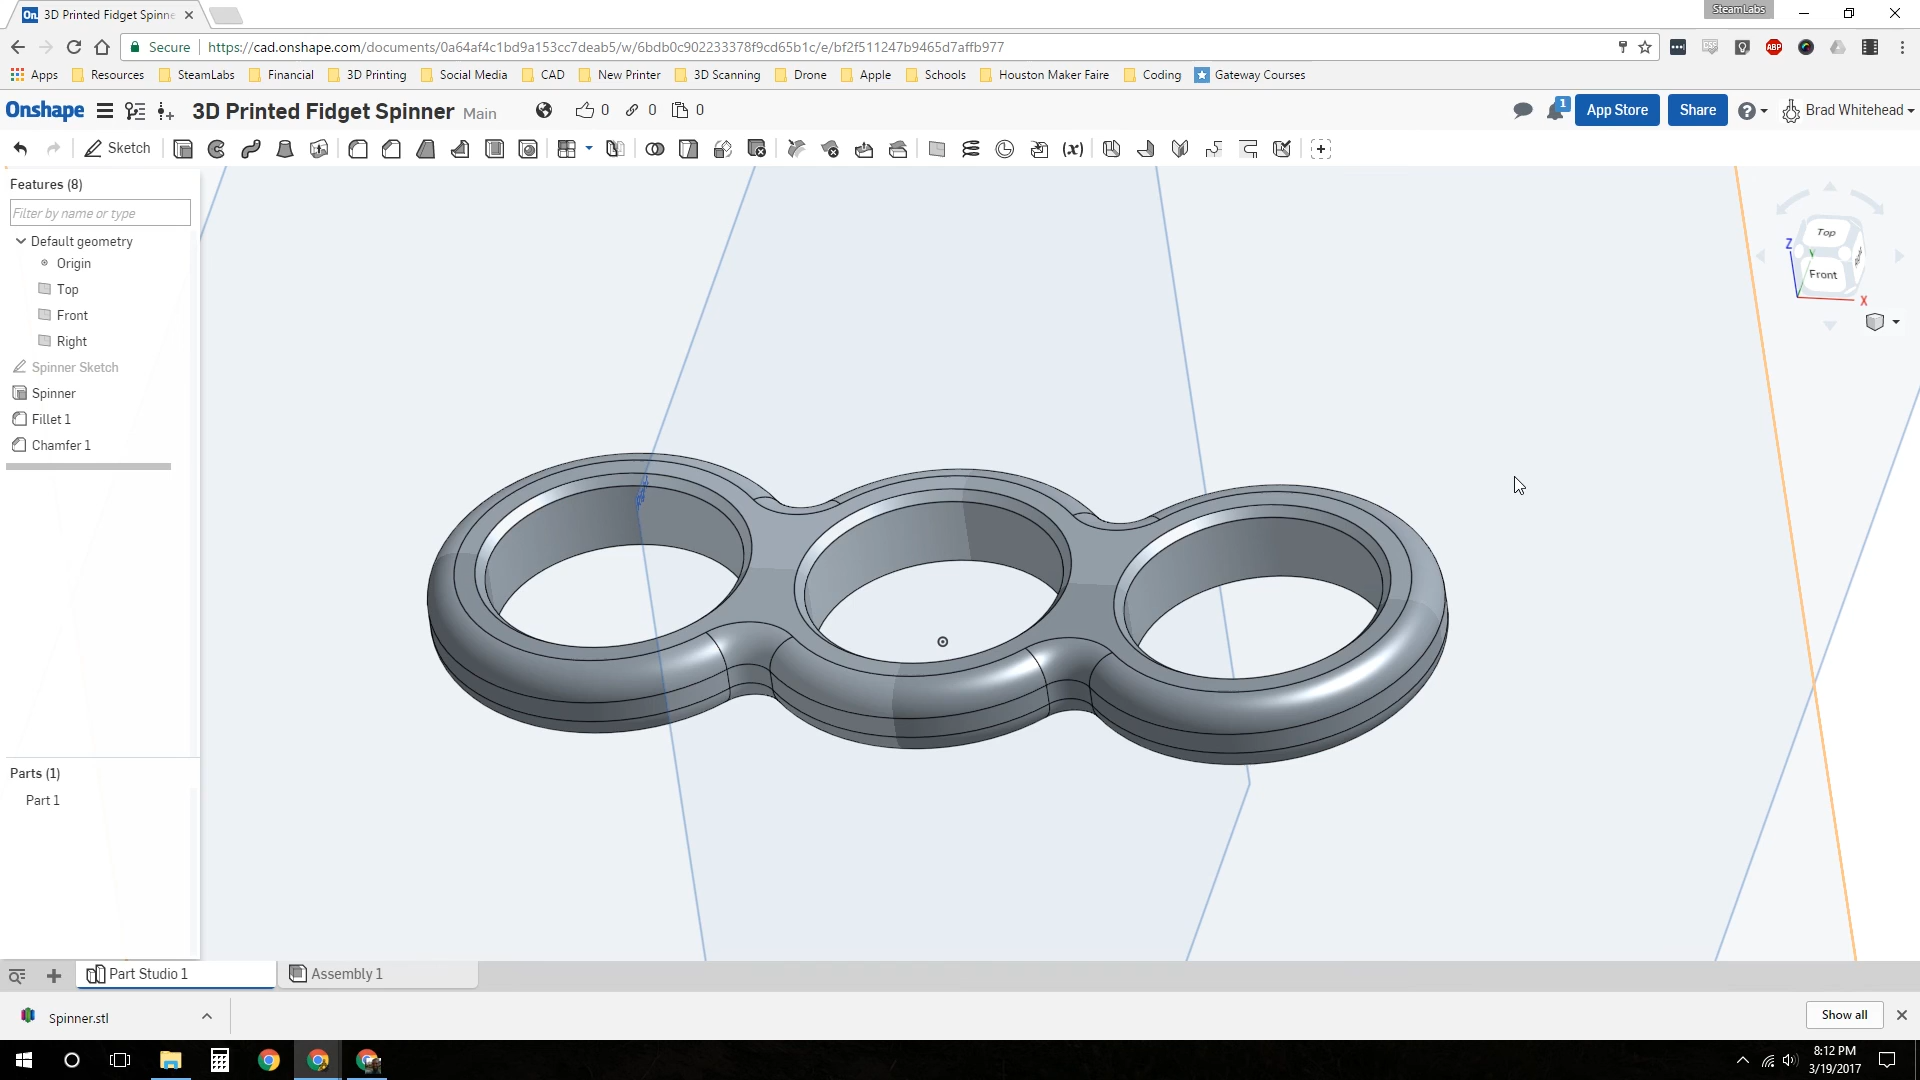 SteamLabs
On 3D Printed Fidget Spinne
Secure https://cad.onshape.com/documents/0a64af4c1bd9a153cc7deab5/w/6bdb0c902233378f9cd65b1c/e/bf2f511247b9465d7affb977
ABP
Apps Resources SteamLabs Financial 3D Printing Social Media CAD New Printer 3D Scanning Drone Apple Schools Houston Maker Faire Coding Gateway Courses
Onshape 3D Printed Fidget Spinner Main 0 0 0 1 App Store Share Brad Whitehead
Sketch (x)
Features (8)
Filter by name or type
Default geometry
Origin
Top
Front
Right
Spinner Sketch
Spinner
Fillet 1
Chamfer 1
Top
Z
Y
Front
X
Parts (1)
Part 1
Part Studio 1 Assembly 1
Spinner.stl Show all
8:12 PM
3/19/2017